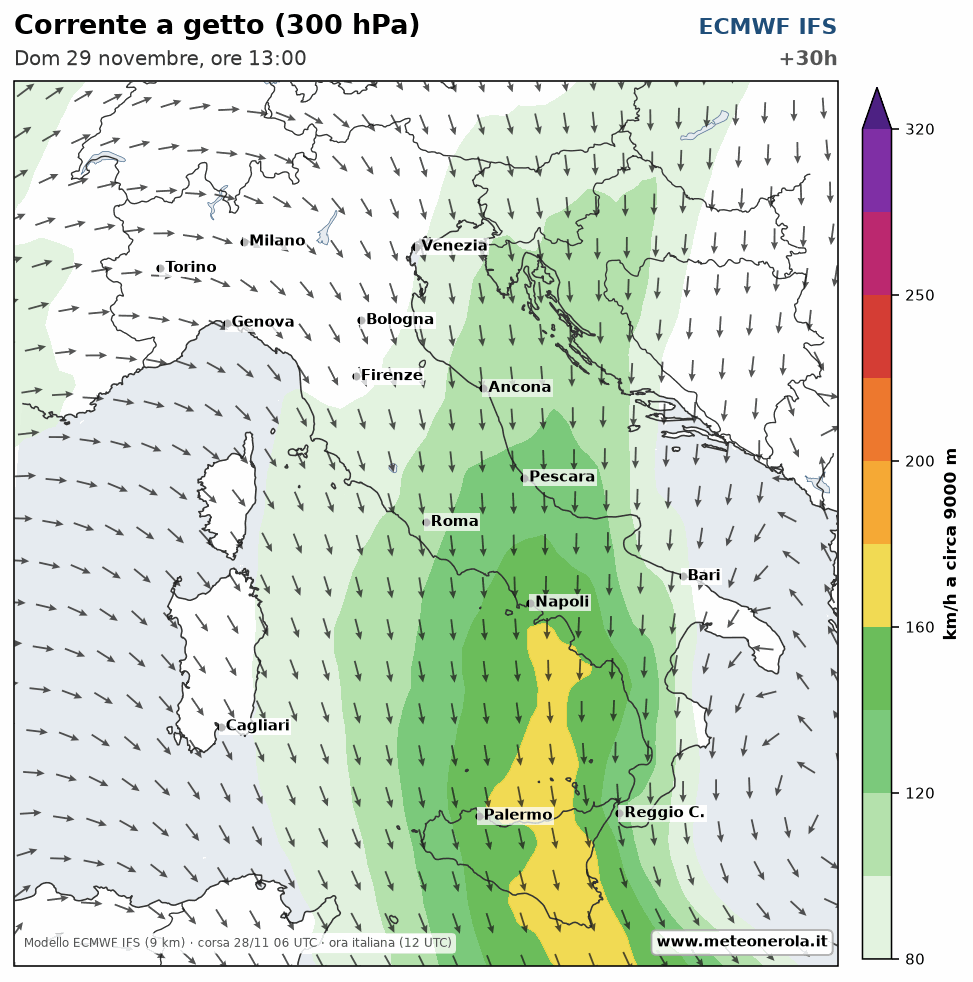 Corrente a getto (300 hPa)
ECMWF IFS
Dom 29 novembre, ore 13:00
+30h
320
Milano
Venezia
Torino
250
Genova
Bologna
Firenze
Ancona
200
Pescara
km/h a circa 9000 m
Roma
Bari
Napoli
160
Cagliari
120
Palermo
Reggio C.
Modello ECMWF IFS (9 km) · corsa 28/11 06 UTC · ora italiana (12 UTC)
www.meteonerola.it
80